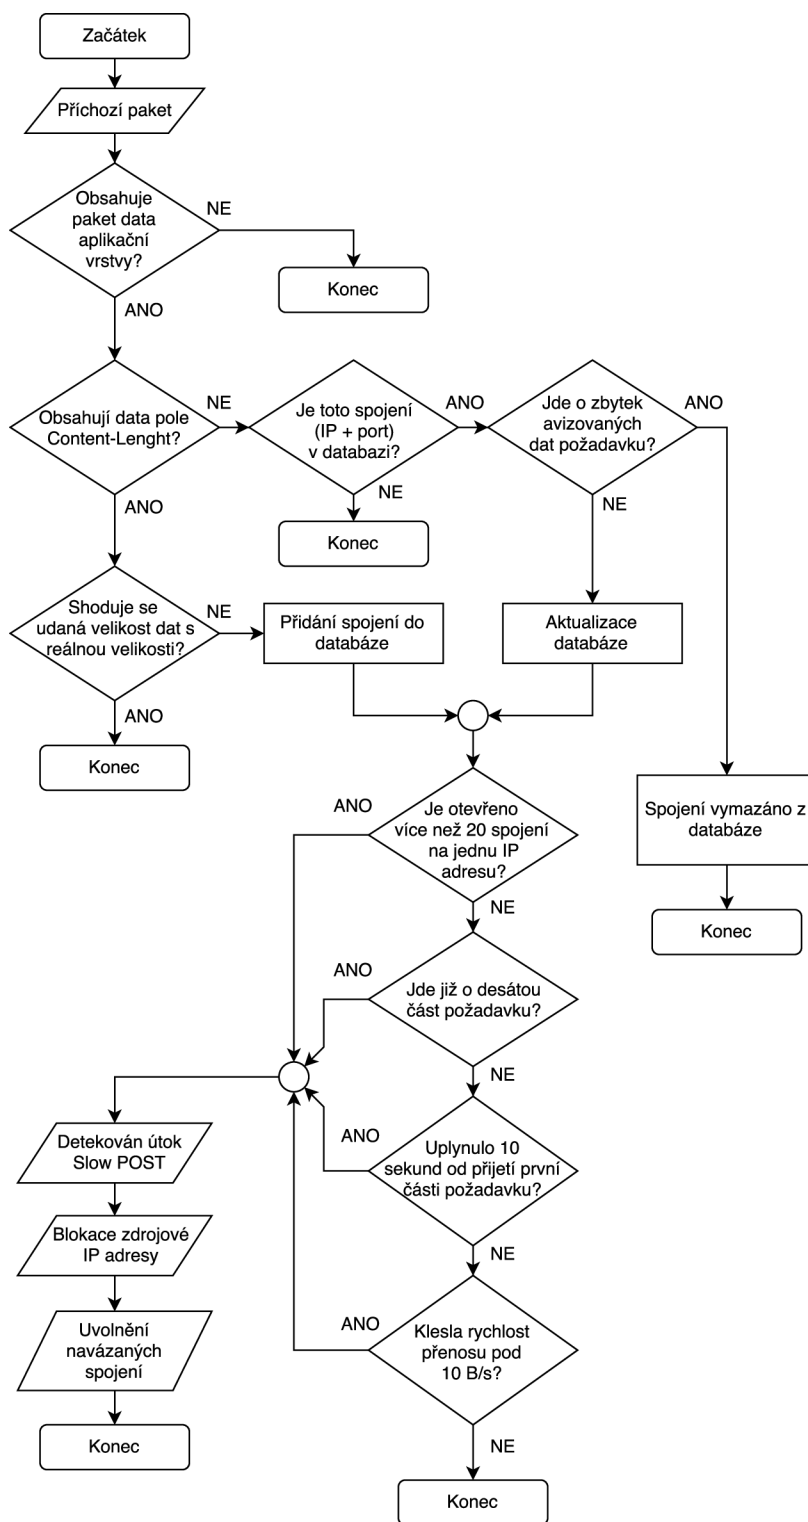 Začátek
Příchozí paket
Obsahuje
paket data
aplikační
vrstvy?
NE
Konec
ANO
Obsahují data pole
Content-Lenght?
NE
Je toto spojení
(IP + port)
v databazi?
ANO
Jde o zbytek
avizovaných
dat požadavku?
ANO
NE
Konec
NE
ANO
Shoduje se
udaná velikost dat s
reálnou velikosti?
NE
Přidání spojení do
databáze
Aktualizace
databáze
ANO
Konec
Je otevřeno
více než 20 spojení
na jednu IP
adresu?
ANO
NE
Spojení vymazáno z
databáze
Konec
Jde již o desátou
část požadavku?
ANO
NE
Uplynulo 10
sekund od přijetí první
části požadavku?
ANO
NE
Klesla rychlost
přenosu pod
10 B/s?
ANO
NE
Konec
Detekován útok
Slow POST
Blokace zdrojové
IP adresy
Uvolnění
navázaných
spojení
Konec